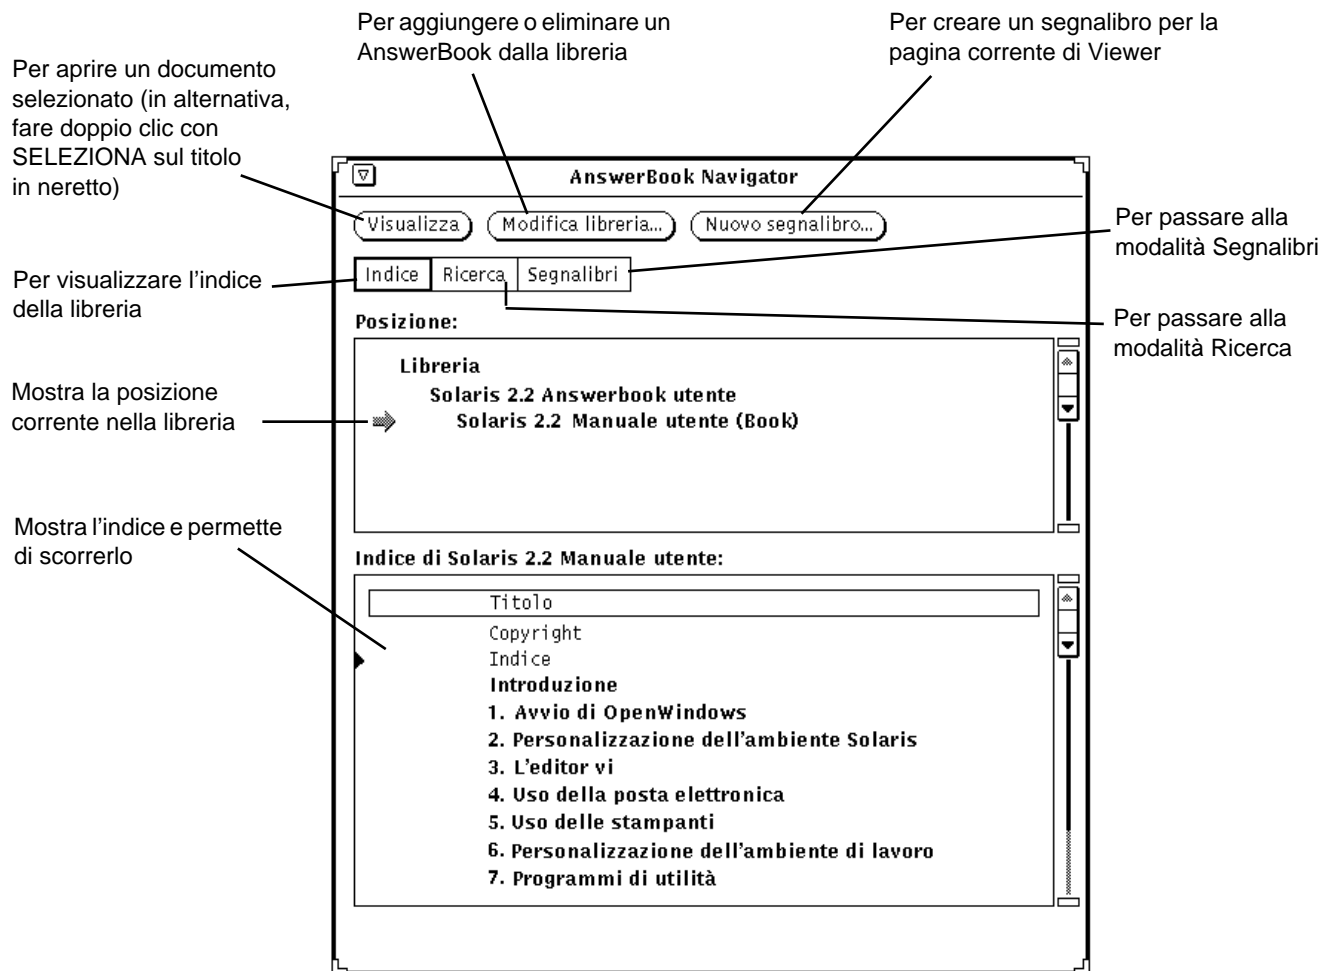 Per aggiungere o eliminare un
AnswerBook dalla libreria
Per creare un segnalibro per la
pagina corrente di Viewer
Per aprire un documento
selezionato (in alternativa,
fare doppio clic con
SELEZIONA sul titolo
in neretto)
AnswerBook Navigator
Visualizza
Modifica libreria...
Nuovo segnalibro...
Per passare alla
modalità Segnalibri
Indice
Ricerca
Segnalibri
Per visualizzare l'indice
della libreria
Per passare alla
modalità Ricerca
Posizione:
Libreria
Solaris 2.2 Answerbook utente
Solaris 2.2 Manuale utente (Book)
Mostra la posizione
corrente nella libreria
Mostra l'indice e permette
di scorrerlo
Indice di Solaris 2.2 Manuale utente:
Titolo
Copyright
Indice
Introduzione
1. Avvio di OpenWindows
2. Personalizzazione dell'ambiente Solaris
3. L'editor vi
4. Uso della posta elettronica
5. Uso delle stampanti
6. Personalizzazione dell'ambiente di lavoro
7. Programmi di utilità